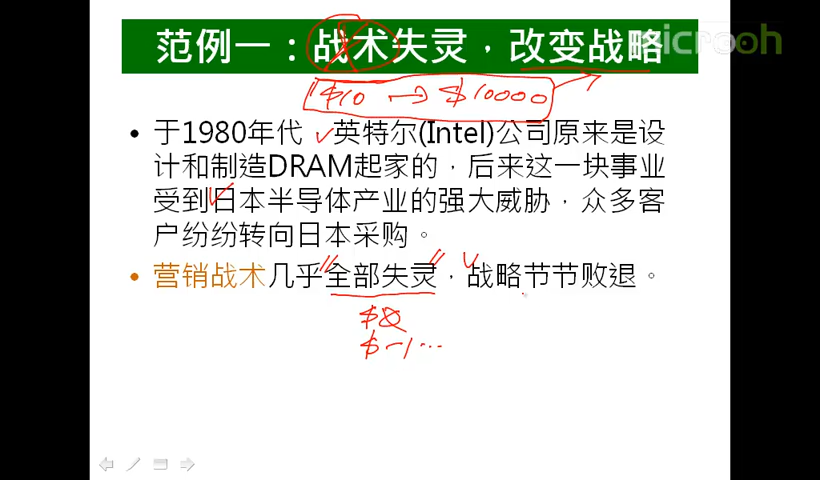 范例一：战术失灵，改变战略
microoh
$10 → $10000
• 于1980年代 英特尔(Intel)公司原来是设
计和制造DRAM起家的，后来这一块事业
受到日本半导体产业的强大威胁，众多客
户纷纷转向日本采购。
• 营销战术几乎全部失灵，战略节节败退。
$-1...